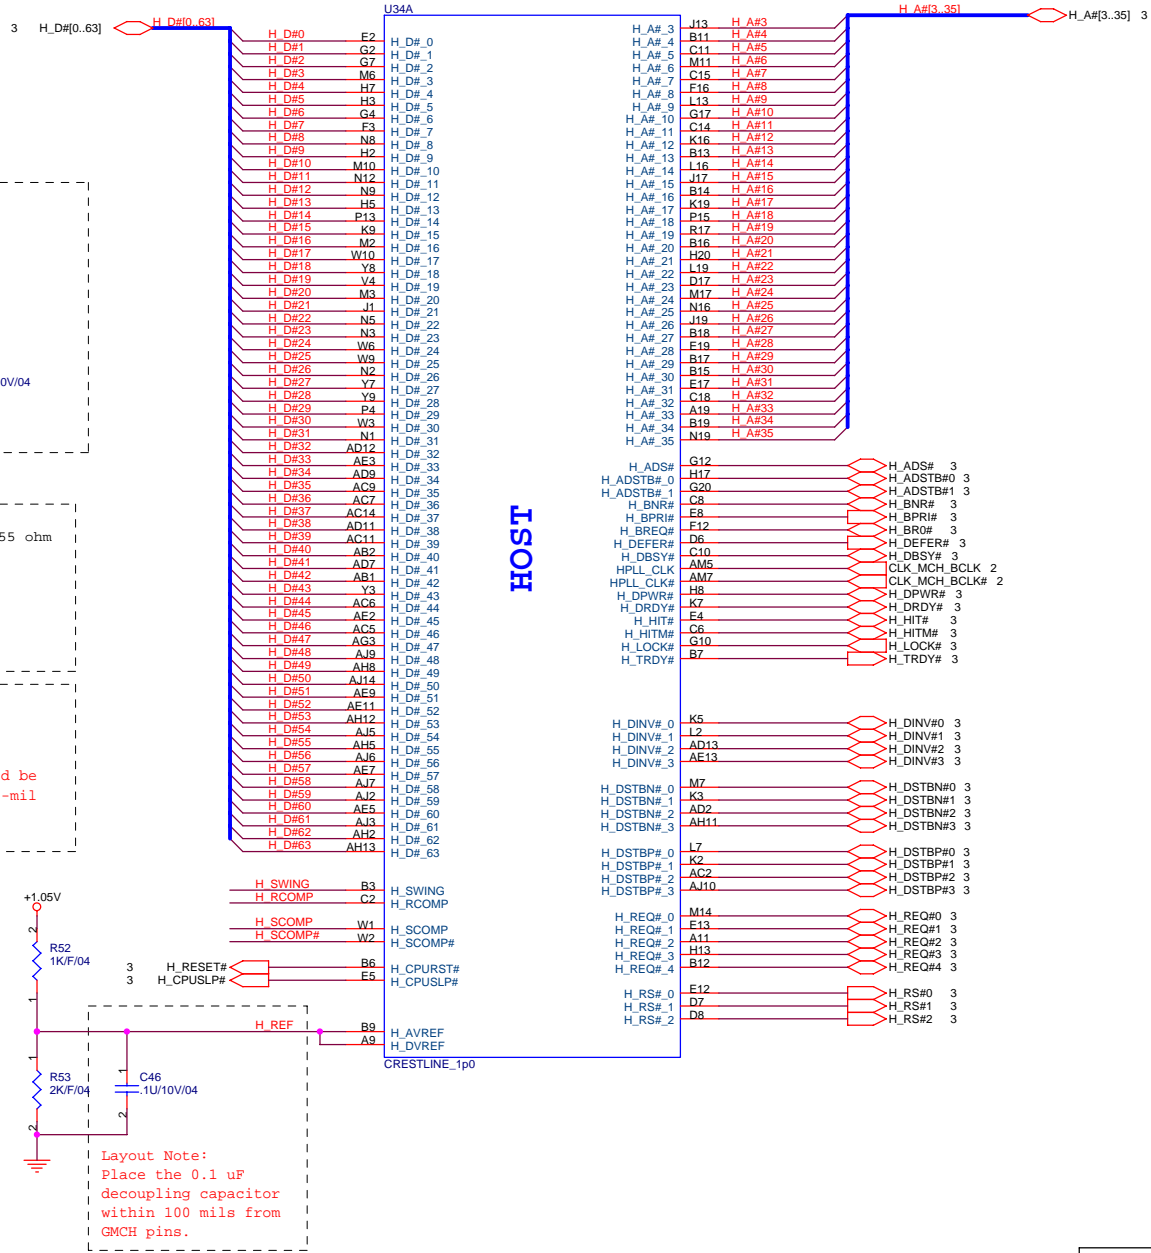 U34A
3 H_D#[0..63]
H_D#[0..63]
H_A#[3..35]
H_A#[3..35] 3
H_D#0 E2 H_D#_0
H_D#1 G2 H_D#_1
H_D#2 G7 H_D#_2
H_D#3 M6 H_D#_3
H_D#4 H7 H_D#_4
H_D#5 H3 H_D#_5
H_D#6 G4 H_D#_6
H_D#7 F3 H_D#_7
H_D#8 N8 H_D#_8
H_D#9 H2 H_D#_9
H_D#10 M10 H_D#_10
H_D#11 N12 H_D#_11
H_D#12 N9 H_D#_12
H_D#13 H5 H_D#_13
H_D#14 P13 H_D#_14
H_D#15 K9 H_D#_15
H_D#16 M2 H_D#_16
H_D#17 W10 H_D#_17
H_D#18 Y8 H_D#_18
H_D#19 V4 H_D#_19
H_D#20 M3 H_D#_20
H_D#21 J1 H_D#_21
H_D#22 N5 H_D#_22
H_D#23 N3 H_D#_23
H_D#24 W6 H_D#_24
H_D#25 W9 H_D#_25
H_D#26 N2 H_D#_26
H_D#27 Y7 H_D#_27
H_D#28 Y9 H_D#_28
H_D#29 P4 H_D#_29
H_D#30 W3 H_D#_30
H_D#31 N1 H_D#_31
H_D#32 AD12 H_D#_32
H_D#33 AE3 H_D#_33
H_D#34 AD9 H_D#_34
H_D#35 AC9 H_D#_35
H_D#36 AC7 H_D#_36
H_D#37 AC14 H_D#_37
H_D#38 AD11 H_D#_38
H_D#39 AC11 H_D#_39
H_D#40 AB2 H_D#_40
H_D#41 AD7 H_D#_41
H_D#42 AB1 H_D#_42
H_D#43 Y3 H_D#_43
H_D#44 AC6 H_D#_44
H_D#45 AE2 H_D#_45
H_D#46 AC5 H_D#_46
H_D#47 AG3 H_D#_47
H_D#48 AJ9 H_D#_48
H_D#49 AH8 H_D#_49
H_D#50 AJ14 H_D#_50
H_D#51 AE9 H_D#_51
H_D#52 AE11 H_D#_52
H_D#53 AH12 H_D#_53
H_D#54 AJ5 H_D#_54
H_D#55 AH5 H_D#_55
H_D#56 AJ6 H_D#_56
H_D#57 AE7 H_D#_57
H_D#58 AJ7 H_D#_58
H_D#59 AJ2 H_D#_59
H_D#60 AE5 H_D#_60
H_D#61 AJ3 H_D#_61
H_D#62 AH2 H_D#_62
H_D#63 AH13 H_D#_63
H_SWING B3 H_SWING
H_RCOMP C2 H_RCOMP
H_SCOMP W1 H_SCOMP
H_SCOMP# W2 H_SCOMP#
3 H_RESET# B6 H_CPURST#
3 H_CPUSLP# E5 H_CPUSLP#
H_REF B9 H_AVREF
A9 H_DVREF
HOST
H_A#_3 J13 H_A#3
H_A#_4 B11 H_A#4
H_A#_5 C11 H_A#5
H_A#_6 M11 H_A#6
H_A#_7 C15 H_A#7
H_A#_8 F16 H_A#8
H_A#_9 L13 H_A#9
H_A#_10 G17 H_A#10
H_A#_11 C14 H_A#11
H_A#_12 K16 H_A#12
H_A#_13 B13 H_A#13
H_A#_14 L16 H_A#14
H_A#_15 J17 H_A#15
H_A#_16 B14 H_A#16
H_A#_17 K19 H_A#17
H_A#_18 P15 H_A#18
H_A#_19 R17 H_A#19
H_A#_20 B16 H_A#20
H_A#_21 H20 H_A#21
H_A#_22 L19 H_A#22
H_A#_23 D17 H_A#23
H_A#_24 M17 H_A#24
H_A#_25 N16 H_A#25
H_A#_26 J19 H_A#26
H_A#_27 B18 H_A#27
H_A#_28 E19 H_A#28
H_A#_29 B17 H_A#29
H_A#_30 B15 H_A#30
H_A#_31 E17 H_A#31
H_A#_32 C18 H_A#32
H_A#_33 A19 H_A#33
H_A#_34 B19 H_A#34
H_A#_35 N19 H_A#35
H_ADS# G12 H_ADS# 3
H_ADSTB#_0 H17 H_ADSTB#0 3
H_ADSTB#_1 G20 H_ADSTB#1 3
H_BNR# C8 H_BNR# 3
H_BPRI# E8 H_BPRI# 3
H_BREQ# F12 H_BR0# 3
H_DEFER# D6 H_DEFER# 3
H_DBSY# C10 H_DBSY# 3
HPLL_CLK AM5 CLK_MCH_BCLK 2
HPLL_CLK# AM7 CLK_MCH_BCLK# 2
H_DPWR# H8 H_DPWR# 3
H_DRDY# K7 H_DRDY# 3
H_HIT# E4 H_HIT# 3
H_HITM# C6 H_HITM# 3
H_LOCK# G10 H_LOCK# 3
H_TRDY# B7 H_TRDY# 3
H_DINV#_0 K5 H_DINV#0 3
H_DINV#_1 L2 H_DINV#1 3
H_DINV#_2 AD13 H_DINV#2 3
H_DINV#_3 AE13 H_DINV#3 3
H_DSTBN#_0 M7 H_DSTBN#0 3
H_DSTBN#_1 K3 H_DSTBN#1 3
H_DSTBN#_2 AD2 H_DSTBN#2 3
H_DSTBN#_3 AH11 H_DSTBN#3 3
H_DSTBP#_0 L7 H_DSTBP#0 3
H_DSTBP#_1 K2 H_DSTBP#1 3
H_DSTBP#_2 AC2 H_DSTBP#2 3
H_DSTBP#_3 AJ10 H_DSTBP#3 3
H_REQ#_0 M14 H_REQ#0 3
H_REQ#_1 E13 H_REQ#1 3
H_REQ#_2 A11 H_REQ#2 3
H_REQ#_3 H13 H_REQ#3 3
H_REQ#_4 B12 H_REQ#4 3
H_RS#_0 E12 H_RS#0 3
H_RS#_1 D7 H_RS#1 3
H_RS#_2 D8 H_RS#2 3
CRESTLINE_1p0
0V/04
55 ohm
d be
-mil
+1.05V
2
R52
1K/F/04
1
1
R53
2K/F/04
2
1
C46
.1U/10V/04
2
Layout Note:
Place the 0.1 uF
decoupling capacitor
within 100 mils from
GMCH pins.